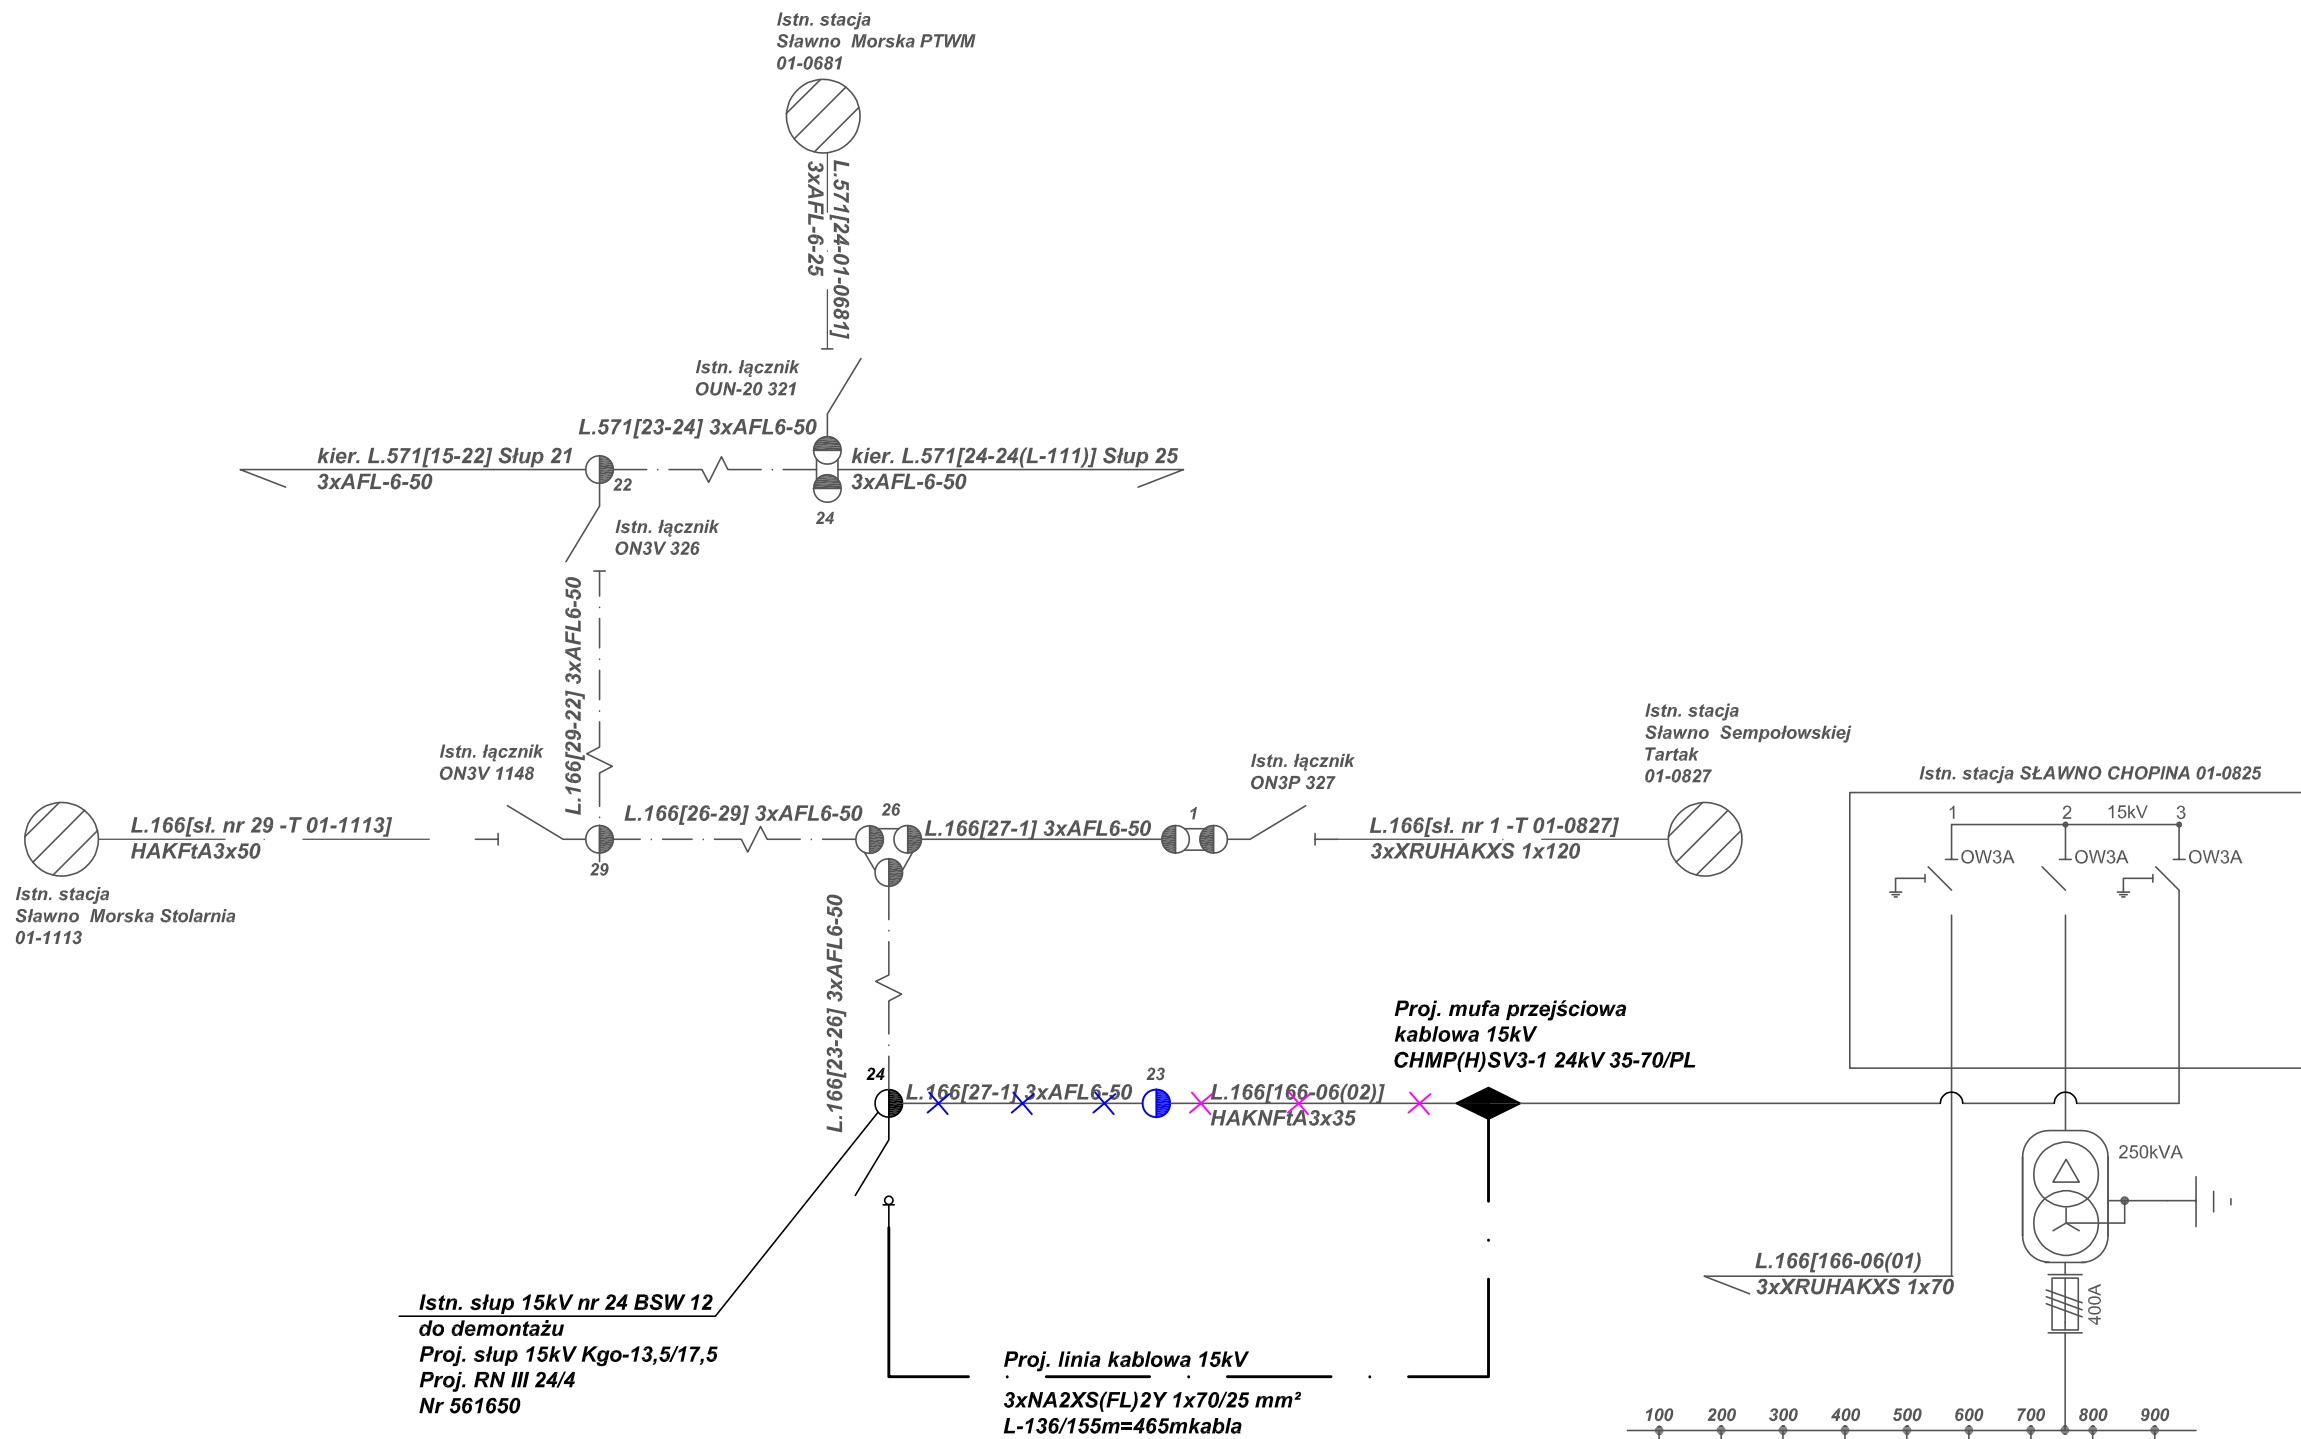 Istn. stacja
Sławno Morska PTWM
01-0681
L.571[24-01-0681]
3xAFL-6-25
Istn. łącznik
OUN-20 321
L.571[23-24] 3xAFL6-50
kier. L.571[15-22] Słup 21
3xAFL-6-50
22
kier. L.571[24-24(L-111)] Słup 25
3xAFL-6-50
24
Istn. łącznik
ON3V 326
L.166[29-22] 3xAFL6-50
Istn. łącznik
ON3V 1148
L.166[sł. nr 29 -T 01-1113]
HAKFtA3x50
Istn. stacja
Sławno Morska Stolarnia
01-1113
29
L.166[26-29] 3xAFL6-50
26
L.166[27-1] 3xAFL6-50
1
Istn. łącznik
ON3P 327
L.166[sł. nr 1 -T 01-0827]
3xXRUHAKXS 1x120
Istn. stacja
Sławno Sempołowskiej
Tartak
01-0827
Istn. stacja SŁAWNO CHOPINA 01-0825
1
2
15kV
3
OW3A
OW3A
OW3A
L.166[23-26] 3xAFL6-50
24
L.166[27-1] 3xAFL6-50
23
L.166[166-06(02)]
HAKNFtA3x35
Proj. mufa przejściowa
kablowa 15kV
CHMP(H)SV3-1 24kV 35-70/PL
250kVA
L.166[166-06(01)
3xXRUHAKXS 1x70
400A
Istn. słup 15kV nr 24 BSW 12
do demontażu
Proj. słup 15kV Kgo-13,5/17,5
Proj. RN III 24/4
Nr 561650
Proj. linia kablowa 15kV
3xNA2XS(FL)2Y 1x70/25 mm²
L-136/155m=465mkabla
100 200 300 400 500 600 700 800 900